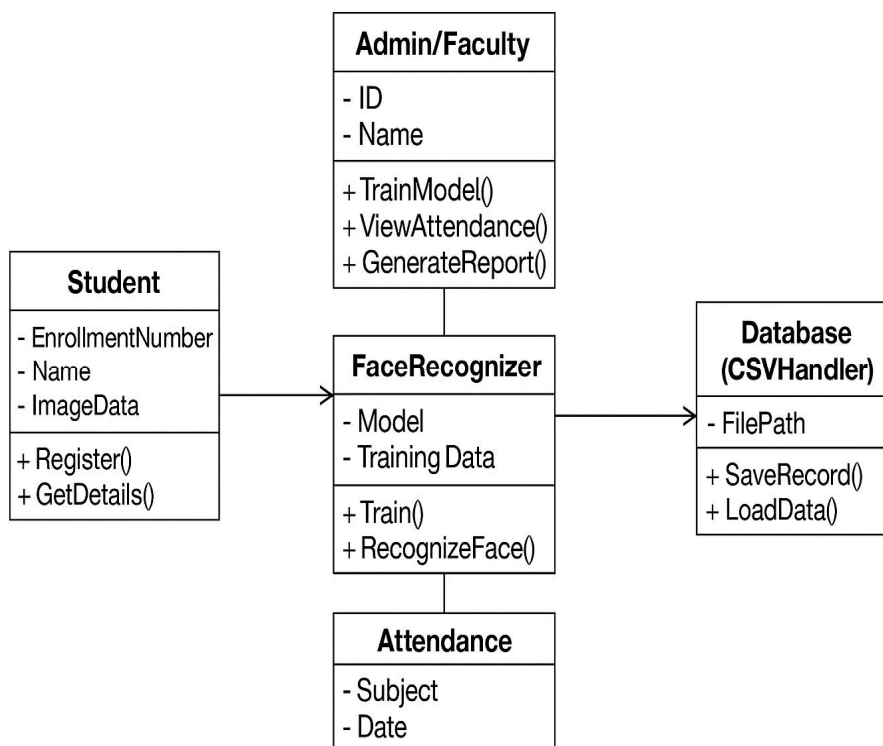 Admin/Faculty
- ID
- Name
+ TrainModel()
+ ViewAttendance()
+ GenerateReport()
Student
- EnrollmentNumber
- Name
- ImageData
+ Register()
+ GetDetails()
FaceRecognizer
- Model
- Training Data
+ Train()
+ RecognizeFace()
Database
(CSVHandler)
- FilePath
+ SaveRecord()
+ LoadData()
Attendance
- Subject
- Date